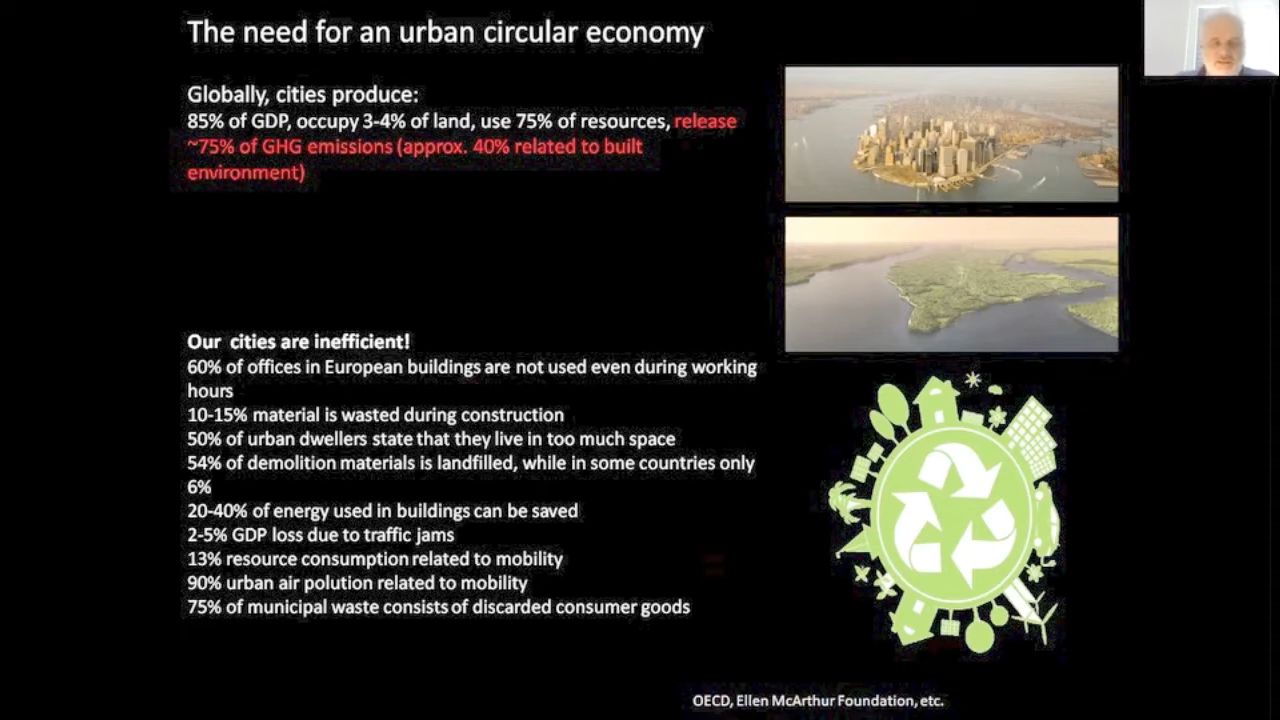 The need for an urban circular economy
Globally, cities produce:
85% of GDP, occupy 3-4% of land, use 75% of resources, release
~75% of GHG emissions (approx. 40% related to built
environment)
Our  cities are inefficient!
60% of offices in European buildings are not used even during working
hours
10-15% material is wasted during construction
50% of urban dwellers state that they live in too much space
54% of demolition materials is landfilled, while in some countries only
6%
20-40% of energy used in buildings can be saved
2-5% GDP loss due to traffic jams
13% resource consumption related to mobility
90% urban air polution related to mobility
75% of municipal waste consists of discarded consumer goods
OECD, Ellen McArthur Foundation, etc.